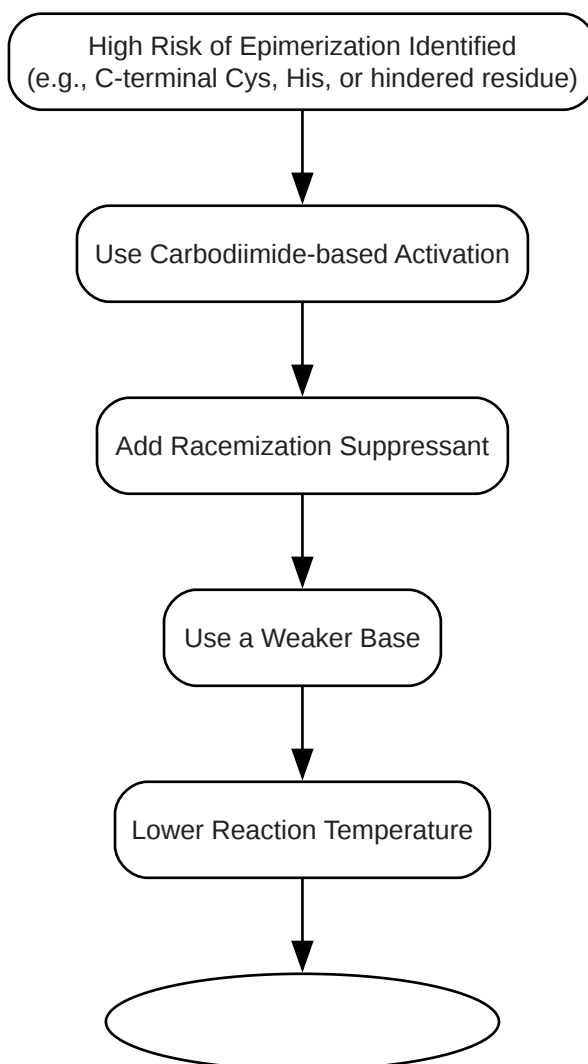 High Risk of Epimerization Identified
(e.g., C-terminal Cys, His, or hindered residue)
Use Carbodiimide-based Activation
Add Racemization Suppressant
Use a Weaker Base
Lower Reaction Temperature